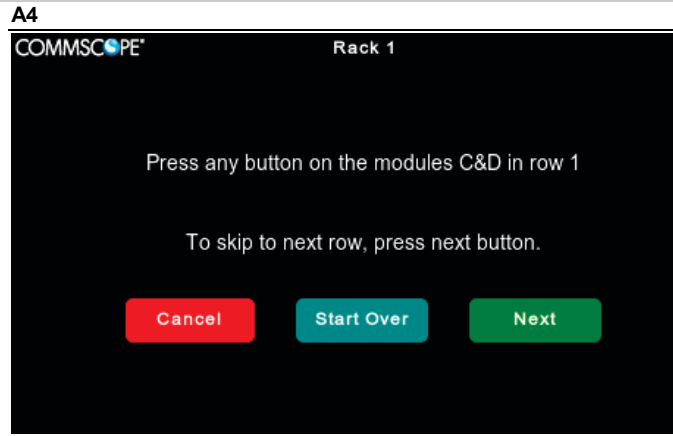 A4
COMMSCOPE®
Rack 1
Press any button on the modules C&D in row 1
To skip to next row, press next button.
Cancel
Start Over
Next